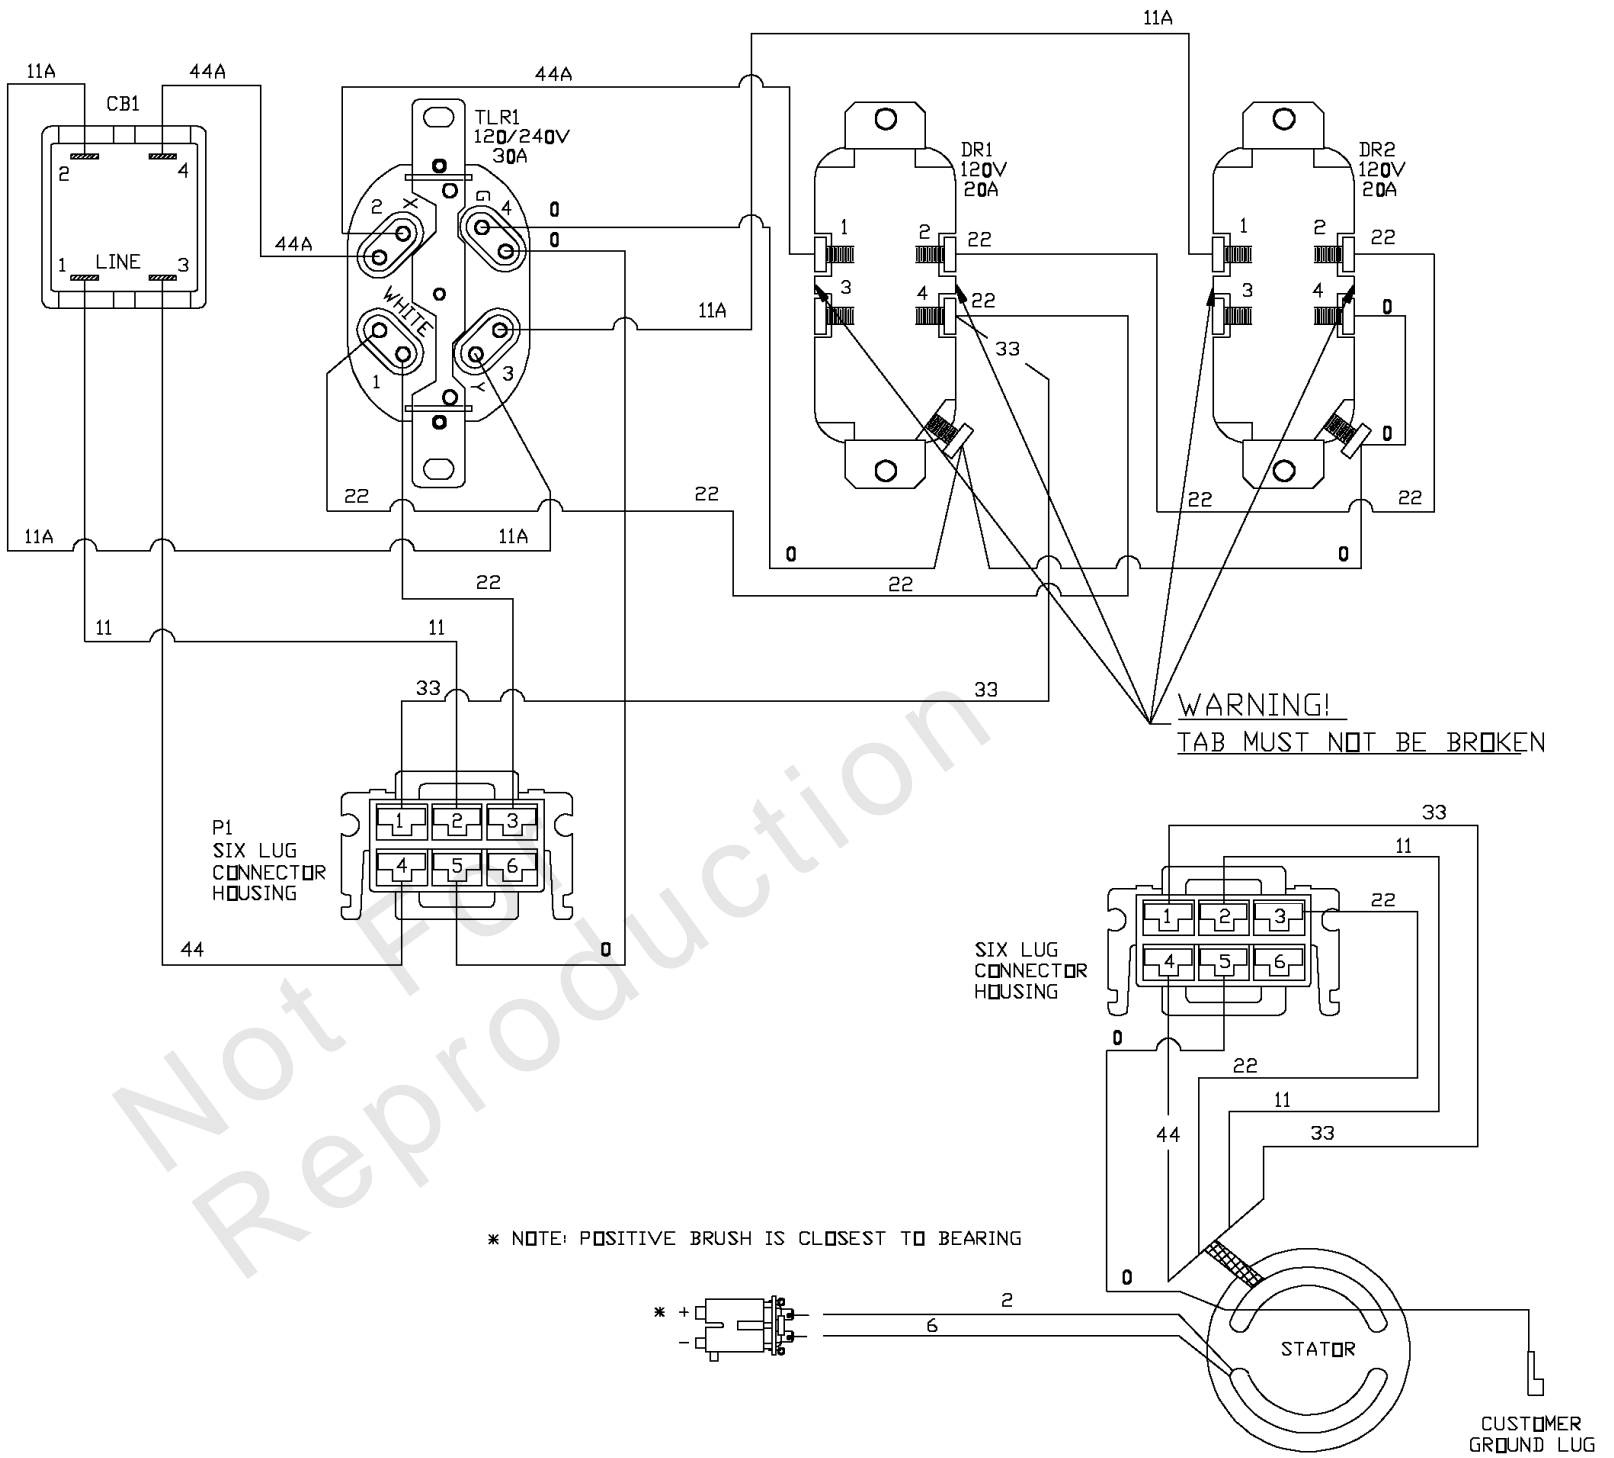 11A
11A
44A
44A
CB1
TLR1
120/240V
30A
DR1
120V
20A
DR2
120V
20A
2
4
1
LINE
3
2
X
G
4
0
0
44A
WHITE
1
Y
3
11A
1
2
22
3
4
22
33
1
2
22
3
4
0
0
22
22
22
22
11A
11A
0
0
22
22
11
11
33
33
WARNING!
TAB MUST NOT BE BROKEN
P1
SIX LUG
CONNECTOR
HOUSING
1
2
3
4
5
6
44
0
33
11
22
SIX LUG
CONNECTOR
HOUSING
1
2
3
4
5
6
0
22
11
44
33
* NOTE: POSITIVE BRUSH IS CLOSEST TO BEARING
0
* +
-
2
6
STATOR
CUSTOMER
GROUND LUG
Not For
Reproduction